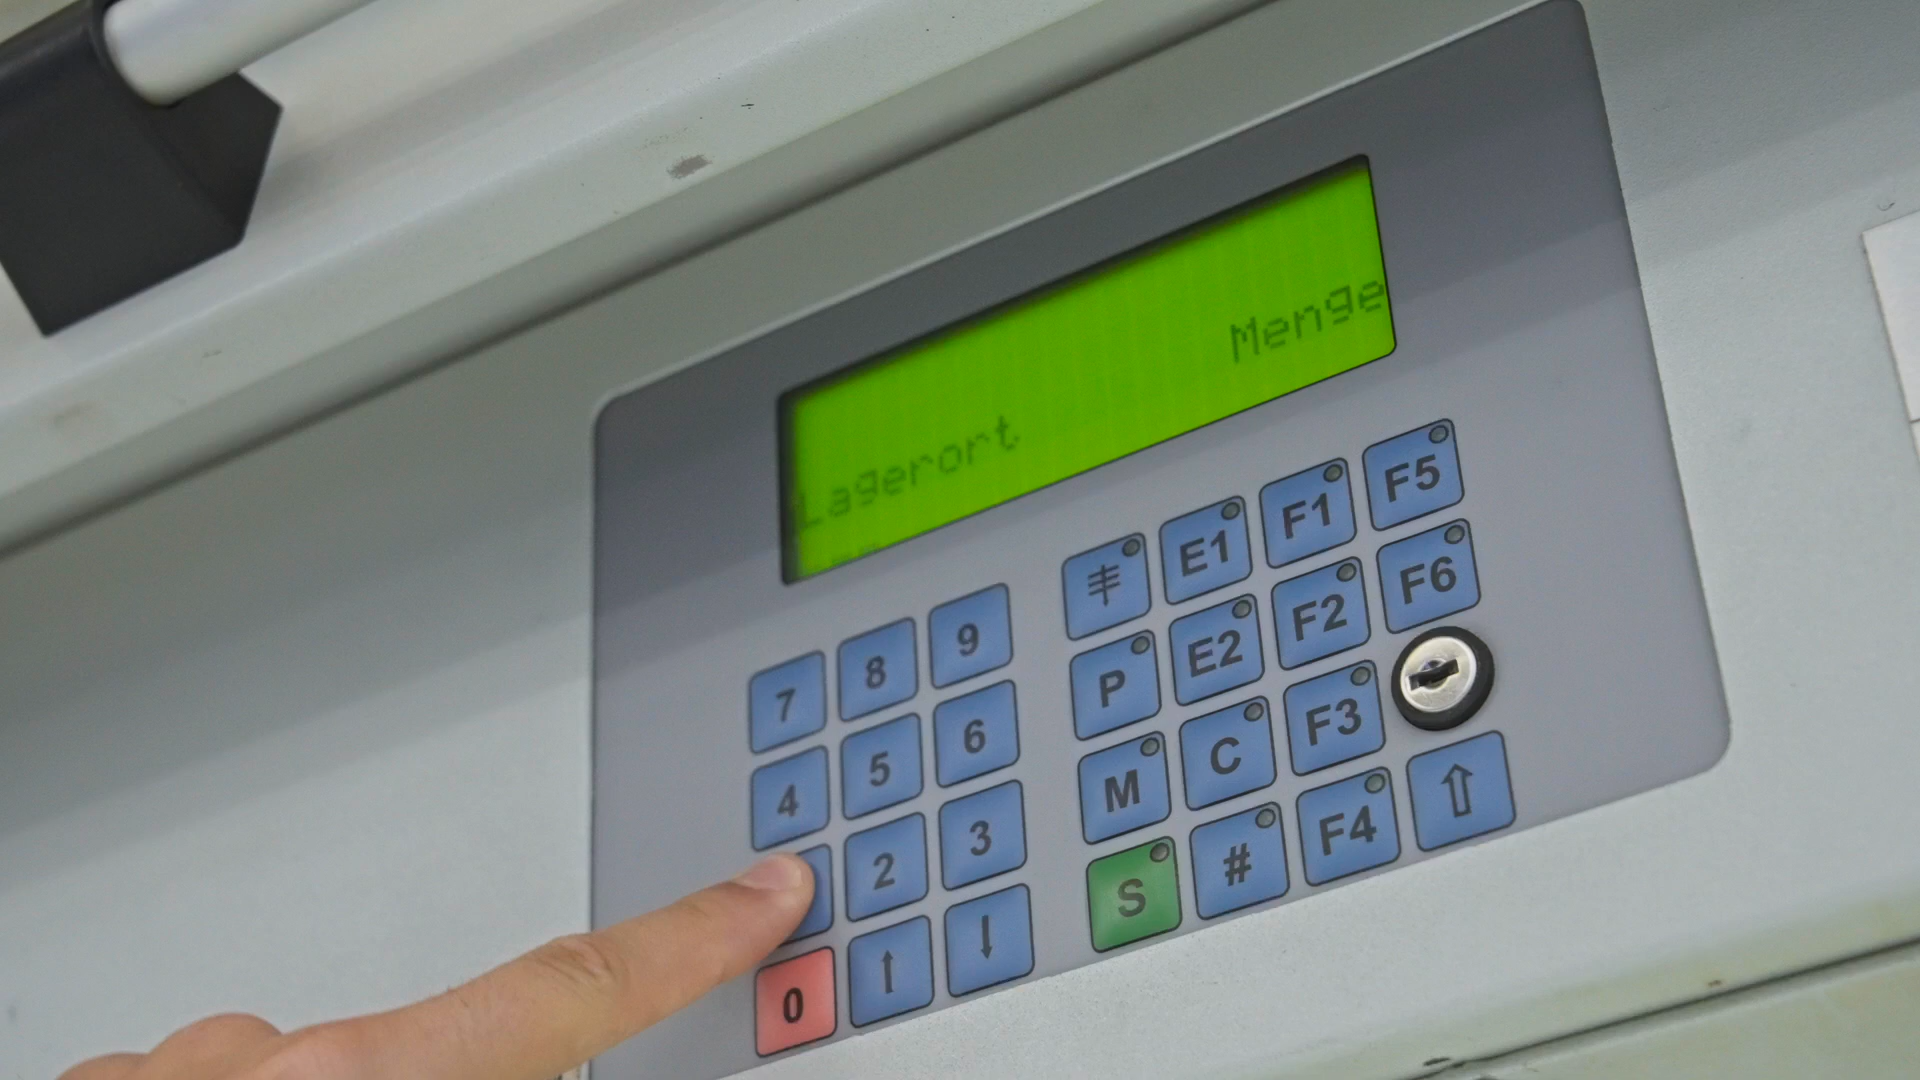 Lagerort Menge
7 8 9
4 5 6
2 3
0 ↑ ↓
E1 F1 F5
P E2 F2 F6
M C F3
S # F4 ⇧